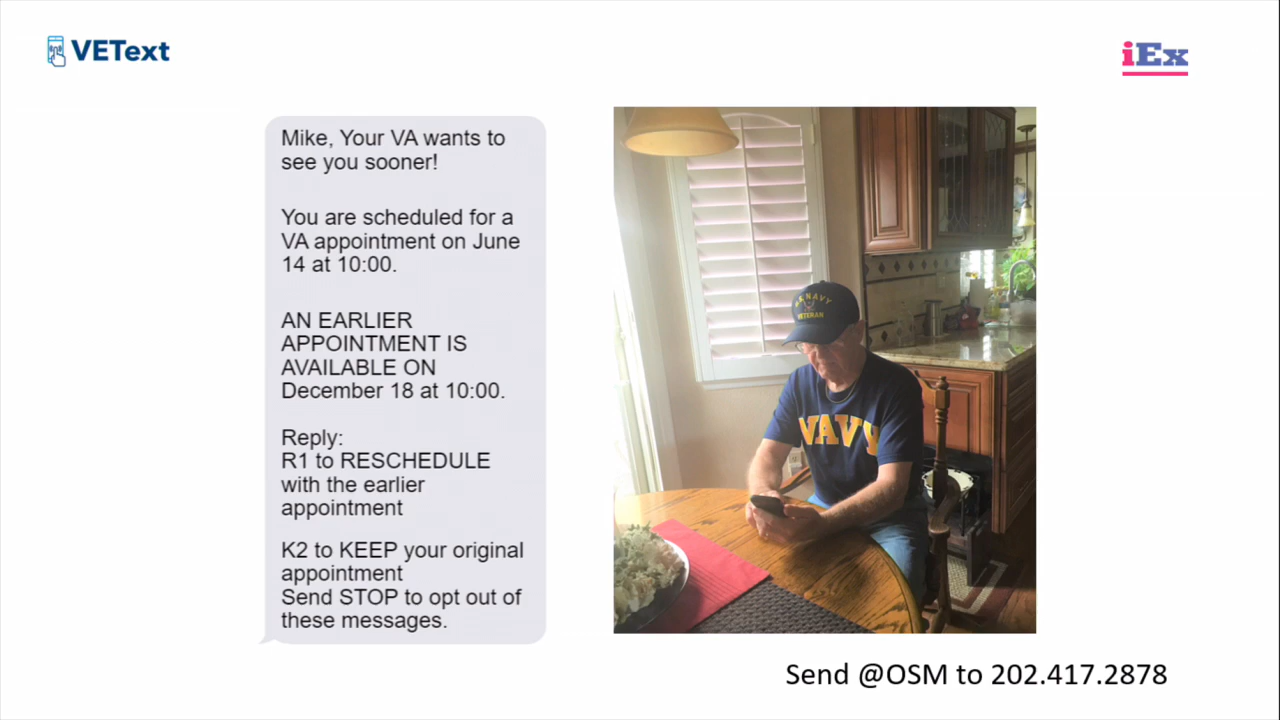 VEText
iEx
Mike, Your VA wants to
see you sooner!
You are scheduled for a
VA appointment on June
14 at 10:00.
AN EARLIER
APPOINTMENT IS
AVAILABLE ON
December 18 at 10:00.
Reply:
R1 to RESCHEDULE
with the earlier
appointment
K2 to KEEP your original
appointment
Send STOP to opt out of
these messages.
NAVY
VETERAN
NAVY
Send @OSM to 202.417.2878